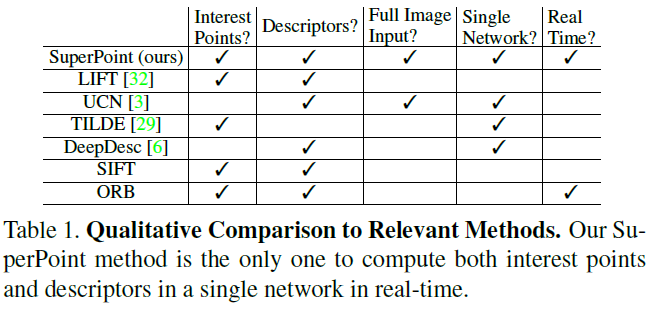 Interest Points? Descriptors? Full Image Input? Single Network? Real Time?
SuperPoint (ours) ✓ ✓ ✓ ✓ ✓
LIFT [32] ✓ ✓
UCN [3] ✓ ✓ ✓
TILDE [29] ✓ ✓
DeepDesc [6] ✓ ✓
SIFT ✓ ✓
ORB ✓ ✓ ✓
Table 1. Qualitative Comparison to Relevant Methods. Our Su-
perPoint method is the only one to compute both interest points
and descriptors in a single network in real-time.